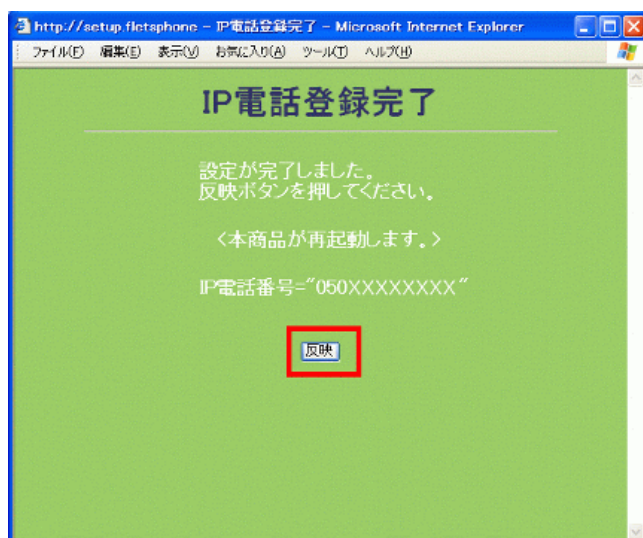 http://setup.fletsphone - IP電話登録完了 - Microsoft Internet Explorer
ファイル(F) 編集(E) 表示(V) お気に入り(A) ツール(T) ヘルプ(H)
IP電話登録完了
設定が完了しました。
反映ボタンを押してください。
<本商品が再起動します。>
IP電話番号="050XXXXXXXX"
反映